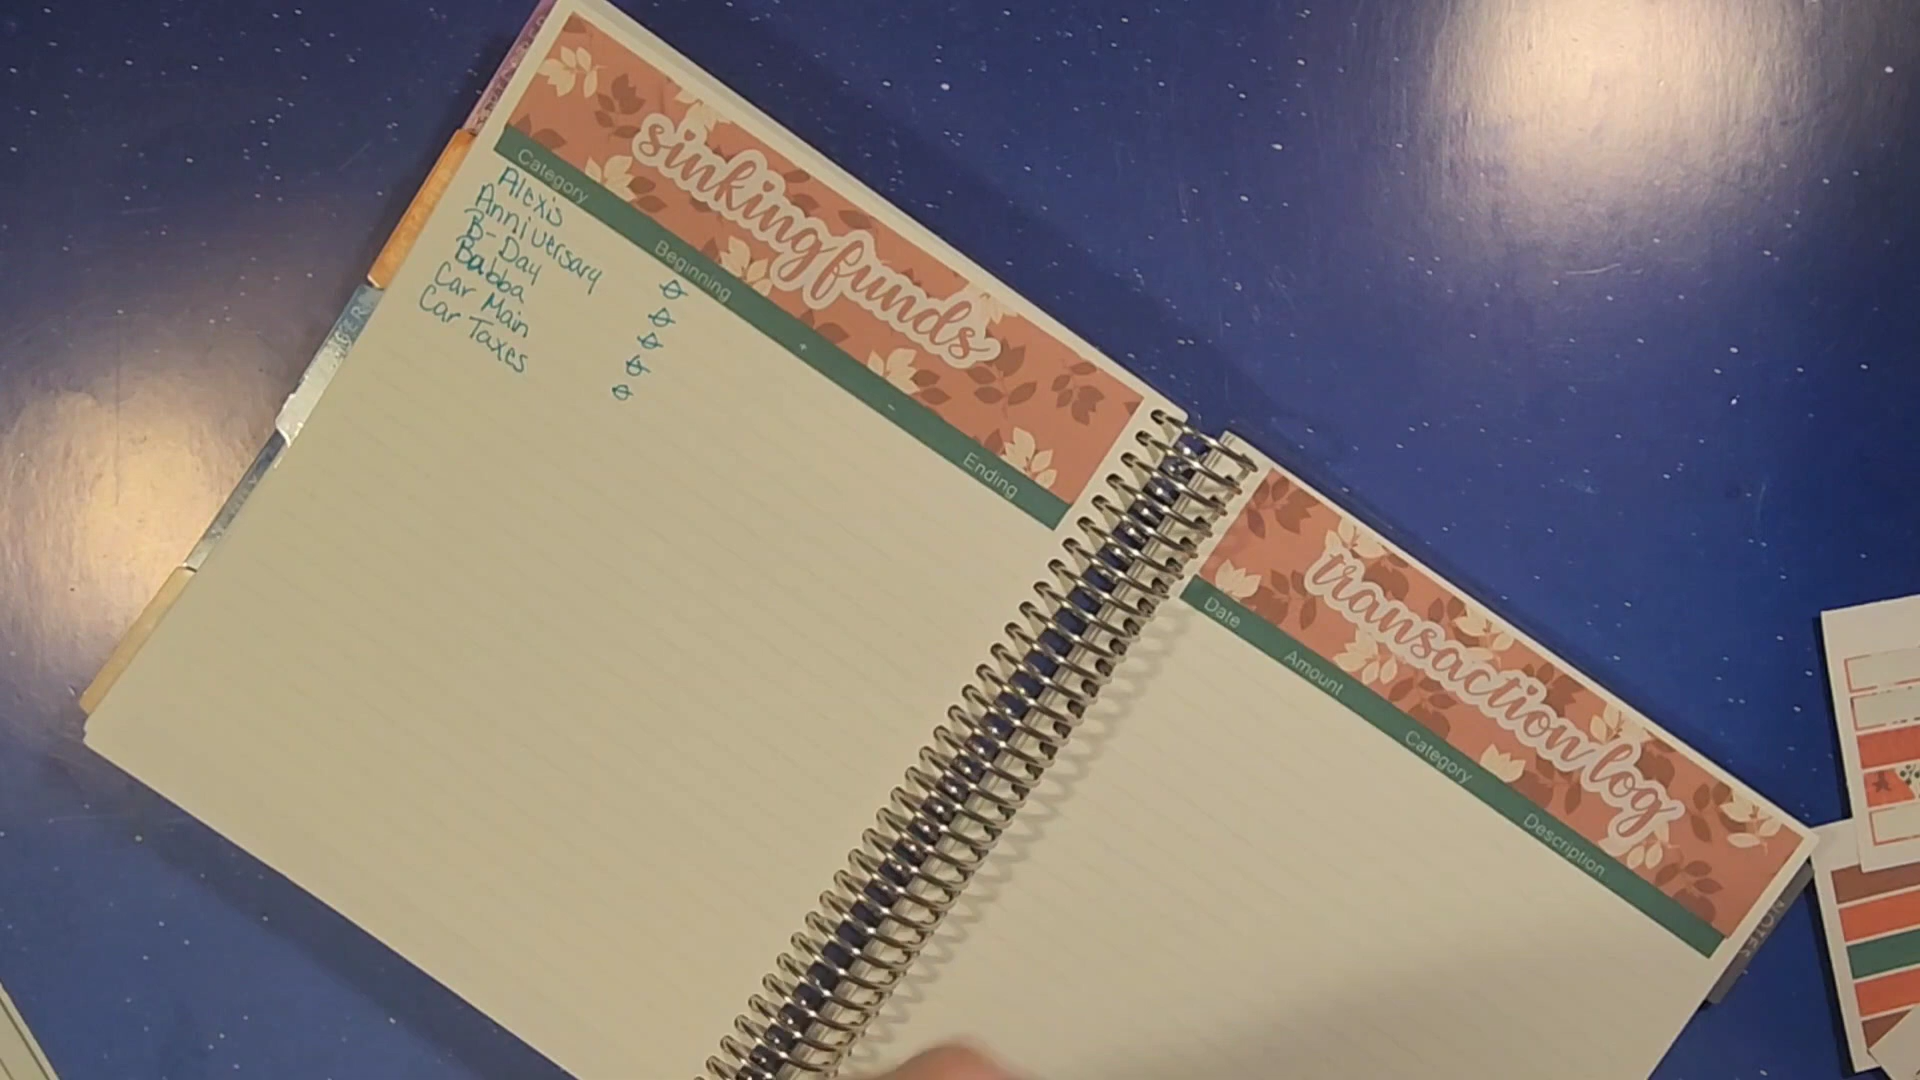 sinking funds
Category Beginning + - Ending
Alexis
Anniversary
B-Day
Babba
Car Main
Car Taxes
transaction log
Date Amount Category Description
NOTES